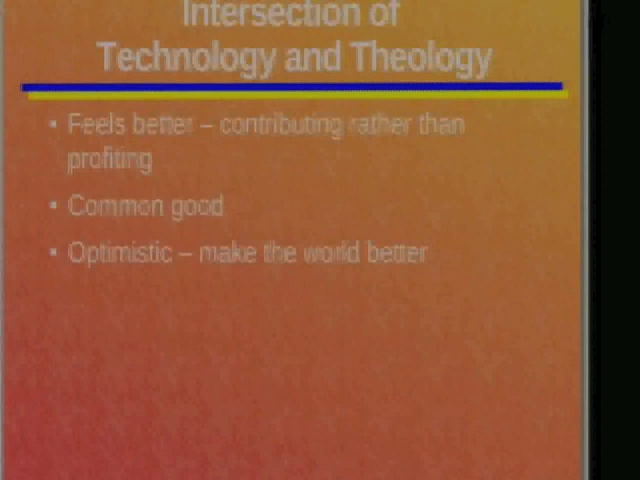 Intersection of
Technology and Theology
▪ Feels better – contributing rather than
profiting
▪ Common good
▪ Optimistic – make the world better